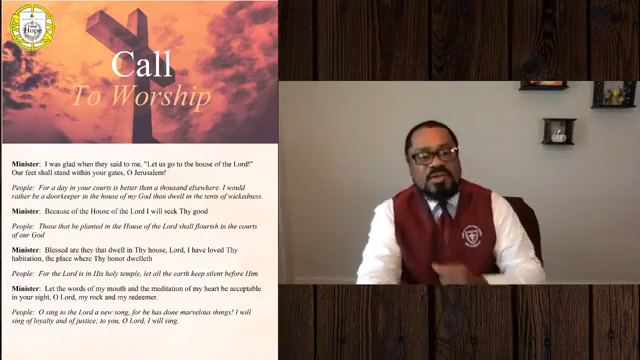 Hope
Call
To Worship
Minister: I was glad when they said to me, "Let us go to the house of the Lord!"
Our feet shall stand within your gates, O Jerusalem!
People: For a day in your courts is better than a thousand elsewhere. I would
rather be a doorkeeper in the house of my God than dwell in the tents of wickedness.
Minister: Because of the House of the Lord I will seek Thy good
People: Those that be planted in the House of the Lord shall flourish in the courts
of our God
Minister: Blessed are they that dwell in Thy house, Lord, I have loved Thy
habitation, the place where Thy honor dwelleth
People: For the Lord is in His holy temple, let all the earth keep silent before Him
Minister: Let the words of my mouth and the meditation of my heart be acceptable
in your sight, O Lord, my rock and my redeemer.
People: O sing to the Lord a new song, for he has done marvelous things! I will
sing of loyalty and of justice; to you, O Lord, I will sing.